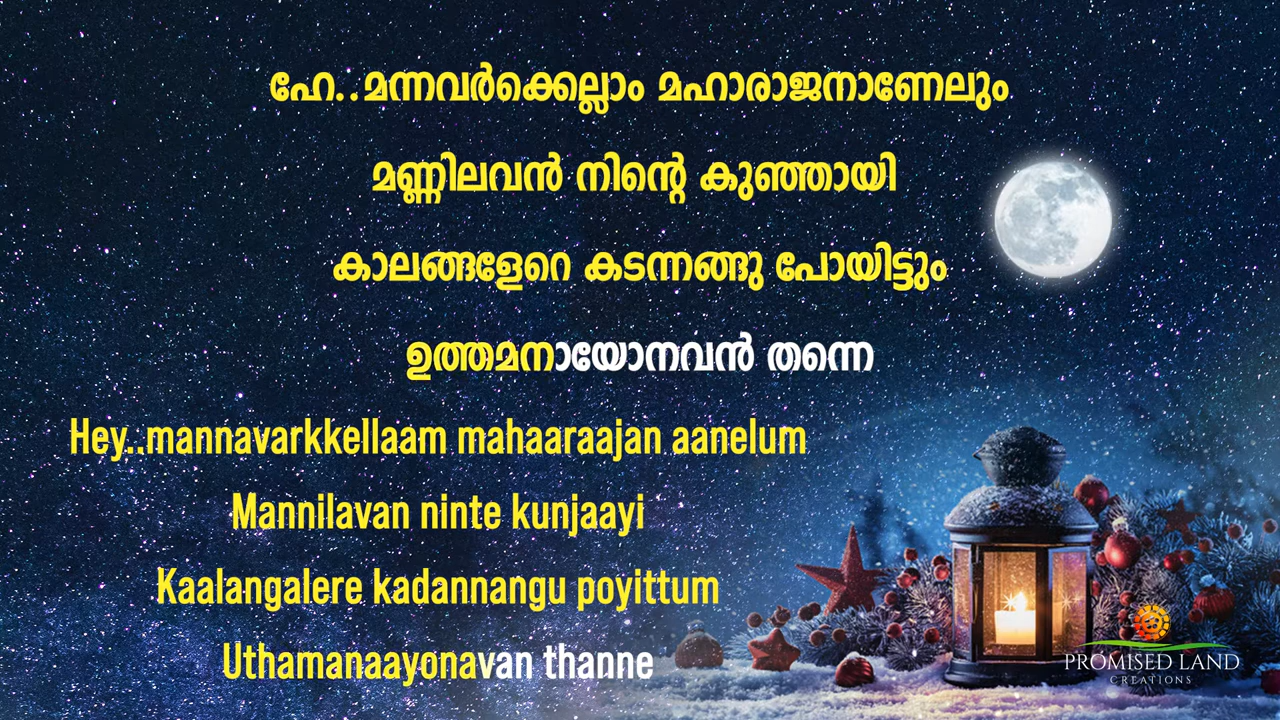 ഹേ..മന്നവർക്കെല്ലാം മഹാരാജനാണേലും
മണ്ണിലവൻ നിന്റെ കുഞ്ഞായി
കാലങ്ങളേറെ കടന്നങ്ങു പോയിട്ടും
ഉത്തമനായോനവൻ തന്നെ
Hey..mannavarkkellaam mahaaraajan aanelum
Mannilavan ninte kunjaayi
Kaalangalere kadannangu poyittum
Uthamanaayonavan thanne
PROMISED LAND
CREATIONS